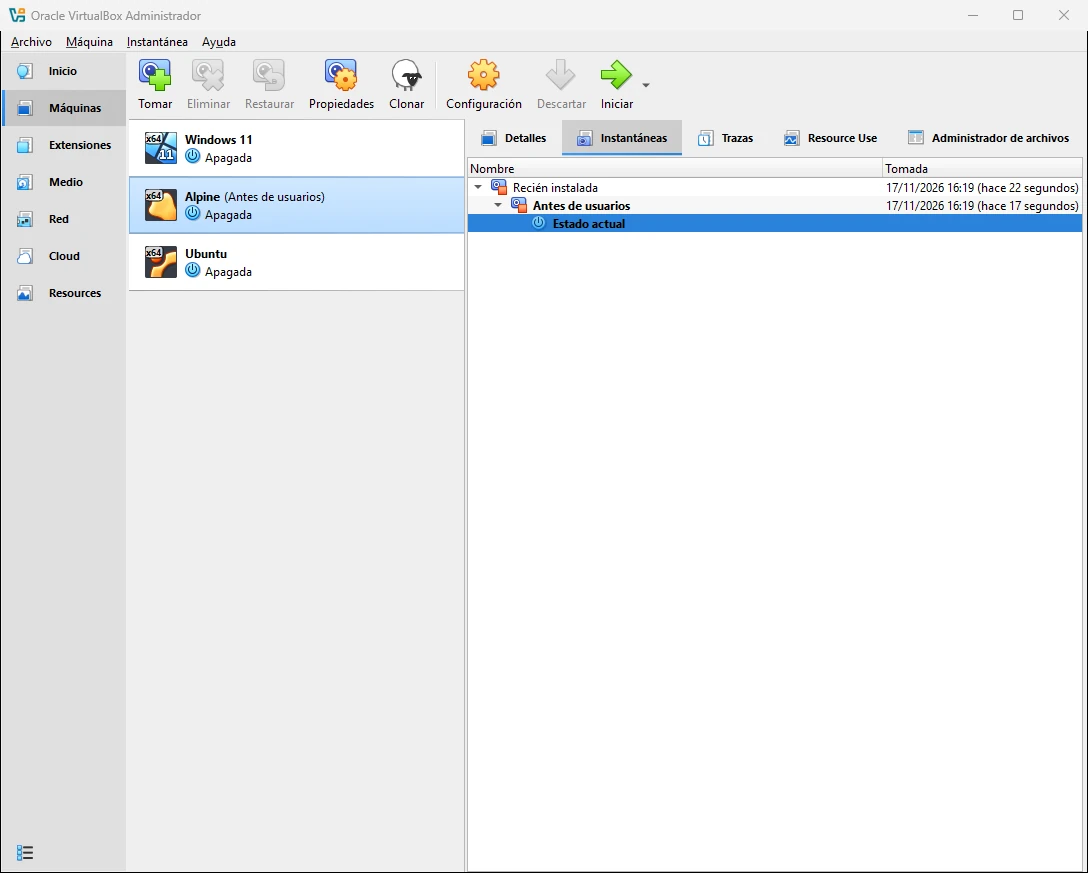 Oracle VirtualBox Administrador
Archivo Máquina Instantánea Ayuda
Inicio
Máquinas
Extensiones
Medio
Red
Cloud
Resources
Tomar Eliminar Restaurar Propiedades Clonar Configuración Descartar Iniciar
x64 11 Windows 11
Apagada
x64 Alpine (Antes de usuarios)
Apagada
x64 Ubuntu
Apagada
Detalles Instantáneas Trazas Resource Use Administrador de archivos
Nombre Tomada
Recién instalada 17/11/2026 16:19 (hace 22 segundos)
Antes de usuarios 17/11/2026 16:19 (hace 17 segundos)
Estado actual